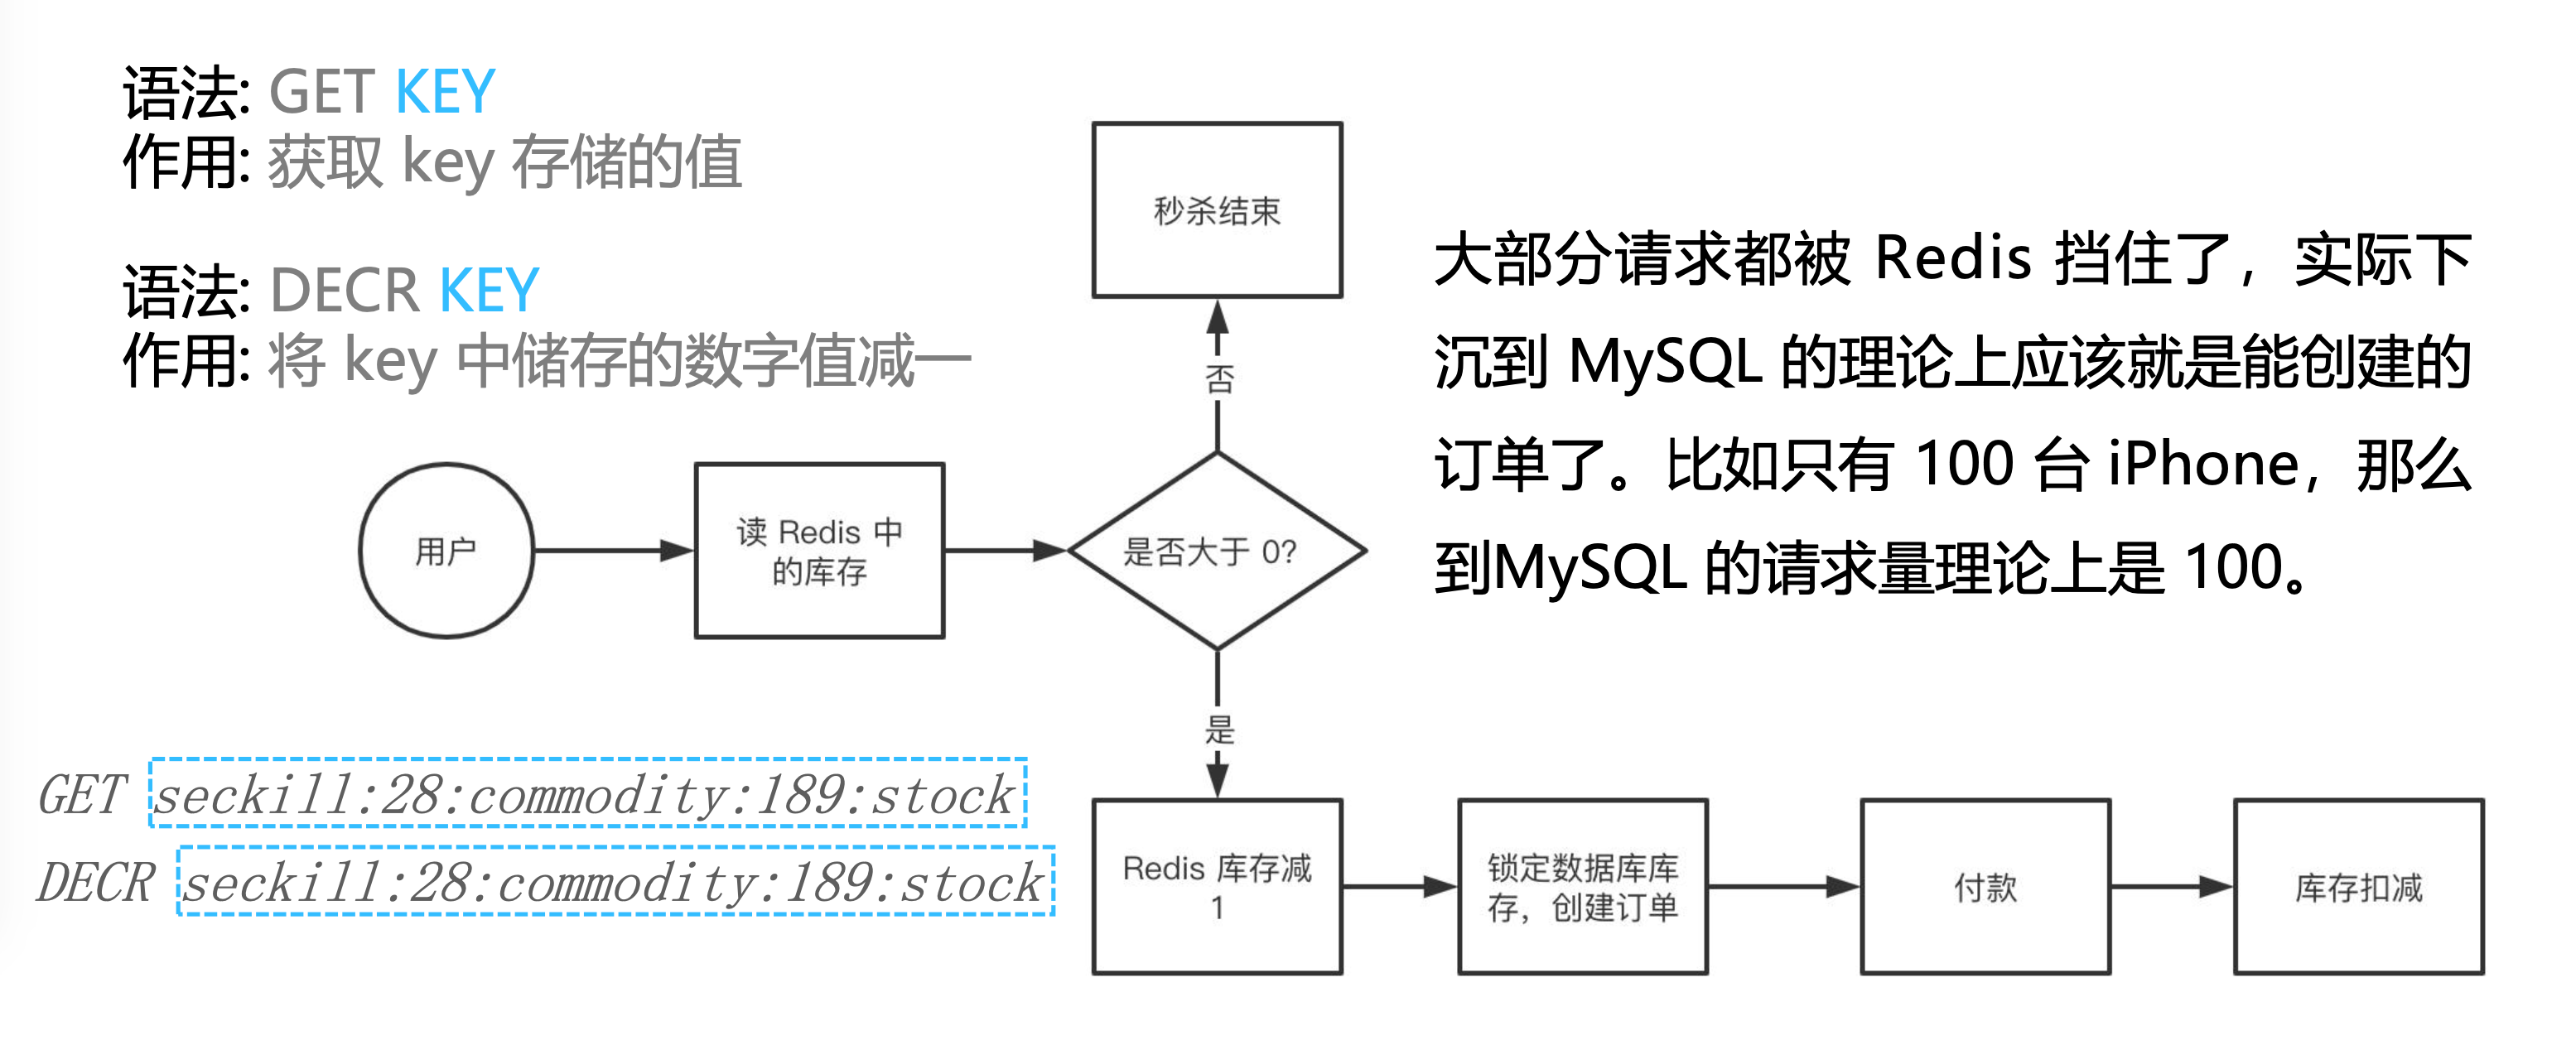 语法: GET KEY
作用: 获取 key 存储的值
语法: DECR KEY
作用: 将 key 中储存的数字值减一
秒杀结束
大部分请求都被 Redis 挡住了，实际下
沉到 MySQL 的理论上应该就是能创建的
订单了。比如只有 100 台 iPhone，那么
到MySQL 的请求量理论上是 100。
否
用户
读 Redis 中
的库存
是否大于 0?
是
GET seckill:28:commodity:189:stock
DECR seckill:28:commodity:189:stock
Redis 库存减
1
锁定数据库库
存，创建订单
付款
库存扣减